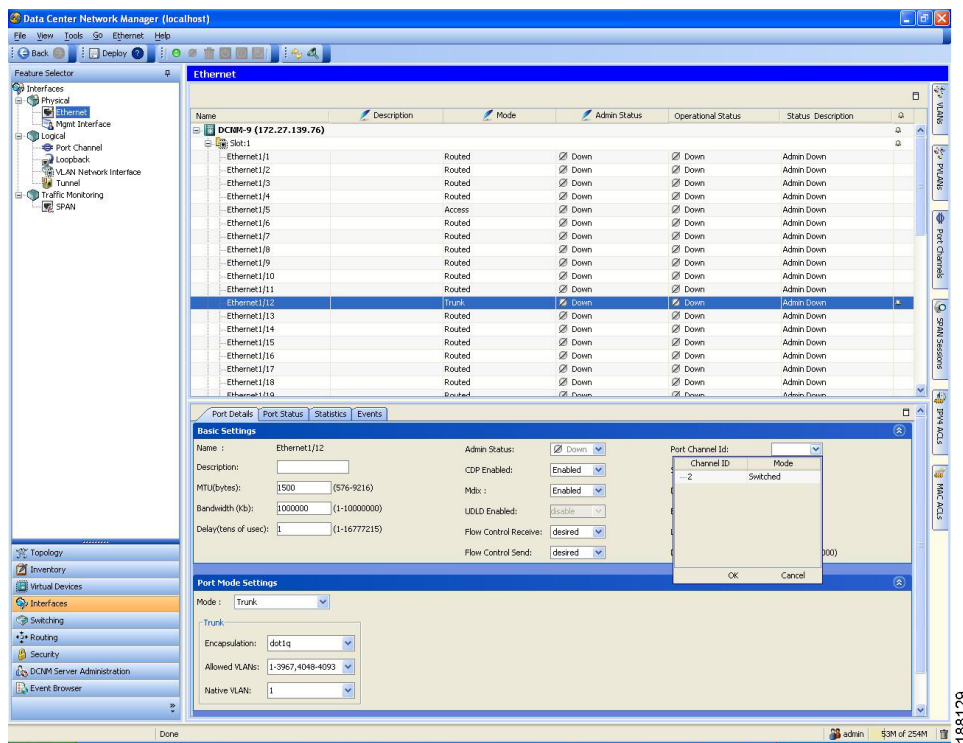 Data Center Network Manager (localhost)
File View Tools Go Ethernet Help
Back Deploy
Feature Selector
Interfaces
Physical
Ethernet
Mgmt Interface
Logical
Port Channel
Loopback
VLAN Network Interface
Tunnel
Traffic Monitoring
SPAN
Topology
Inventory
Virtual Devices
Interfaces
Switching
Routing
Security
DCNM Server Administration
Event Browser
Ethernet
Name Description Mode Admin Status Operational Status Status Description
DCNM-9 (172.27.139.76)
Slot:1
Ethernet1/1 Routed Down Down Admin Down
Ethernet1/2 Routed Down Down Admin Down
Ethernet1/3 Routed Down Down Admin Down
Ethernet1/4 Routed Down Down Admin Down
Ethernet1/5 Access Down Down Admin Down
Ethernet1/6 Routed Down Down Admin Down
Ethernet1/7 Routed Down Down Admin Down
Ethernet1/8 Routed Down Down Admin Down
Ethernet1/9 Routed Down Down Admin Down
Ethernet1/10 Routed Down Down Admin Down
Ethernet1/11 Routed Down Down Admin Down
Ethernet1/12 Trunk Down Down Admin Down
Ethernet1/13 Routed Down Down Admin Down
Ethernet1/14 Routed Down Down Admin Down
Ethernet1/15 Routed Down Down Admin Down
Ethernet1/16 Routed Down Down Admin Down
Ethernet1/17 Routed Down Down Admin Down
Ethernet1/18 Routed Down Down Admin Down
Ethernet1/19 Routed Down Down Admin Down
Port Details Port Status Statistics Events
Basic Settings
Name : Ethernet1/12 Admin Status: Down Port Channel Id:
Description: CDP Enabled: Enabled
MTU(bytes): 1500 (576-9216) Mdix : Enabled
Bandwidth (Kb): 1000000 (1-10000000) UDLD Enabled: disable
Delay(tens of usec): 1 (1-16777215) Flow Control Receive: desired
Flow Control Send: desired 000)
Channel ID Mode
2 Switched
OK Cancel
Port Mode Settings
Mode : Trunk
Trunk
Encapsulation: dot1q
Allowed VLANs: 1-3967,4048-4093
Native VLAN: 1
VLANs
PVLANs
Port Channels
SPAN Sessions
IPV4 ACLs
MAC ACLs
Done admin 53M of 254M
188129